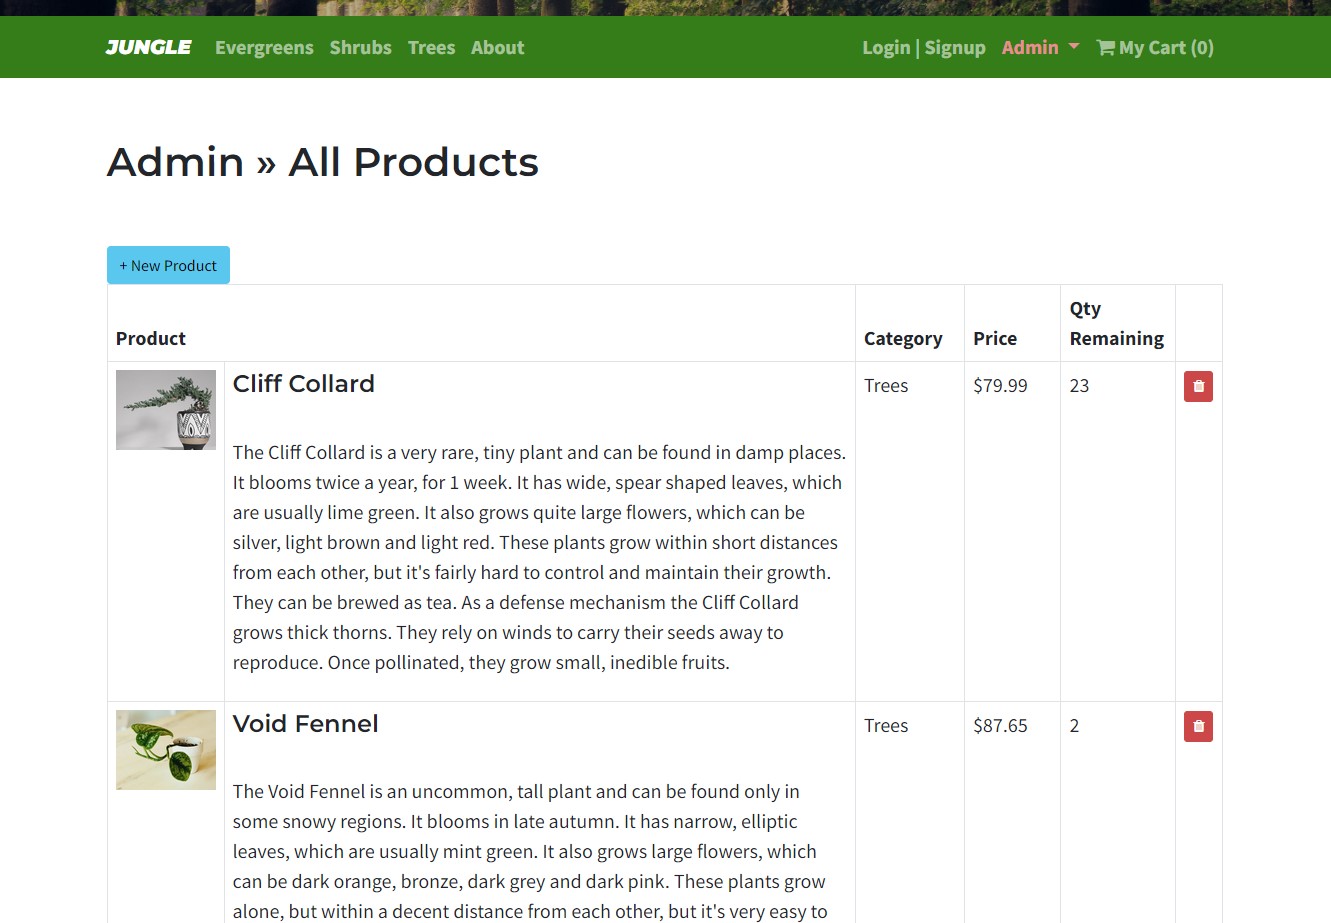 JUNGLE Evergreens Shrubs Trees About Login | Signup Admin My Cart (0)
Admin » All Products
+ New Product
Product Category Price Qty Remaining
Cliff Collard Trees $79.99 23
The Cliff Collard is a very rare, tiny plant and can be found in damp places.
It blooms twice a year, for 1 week. It has wide, spear shaped leaves, which
are usually lime green. It also grows quite large flowers, which can be
silver, light brown and light red. These plants grow within short distances
from each other, but it's fairly hard to control and maintain their growth.
They can be brewed as tea. As a defense mechanism the Cliff Collard
grows thick thorns. They rely on winds to carry their seeds away to
reproduce. Once pollinated, they grow small, inedible fruits.
Void Fennel Trees $87.65 2
The Void Fennel is an uncommon, tall plant and can be found only in
some snowy regions. It blooms in late autumn. It has narrow, elliptic
leaves, which are usually mint green. It also grows large flowers, which
can be dark orange, bronze, dark grey and dark pink. These plants grow
alone, but within a decent distance from each other, but it's very easy to